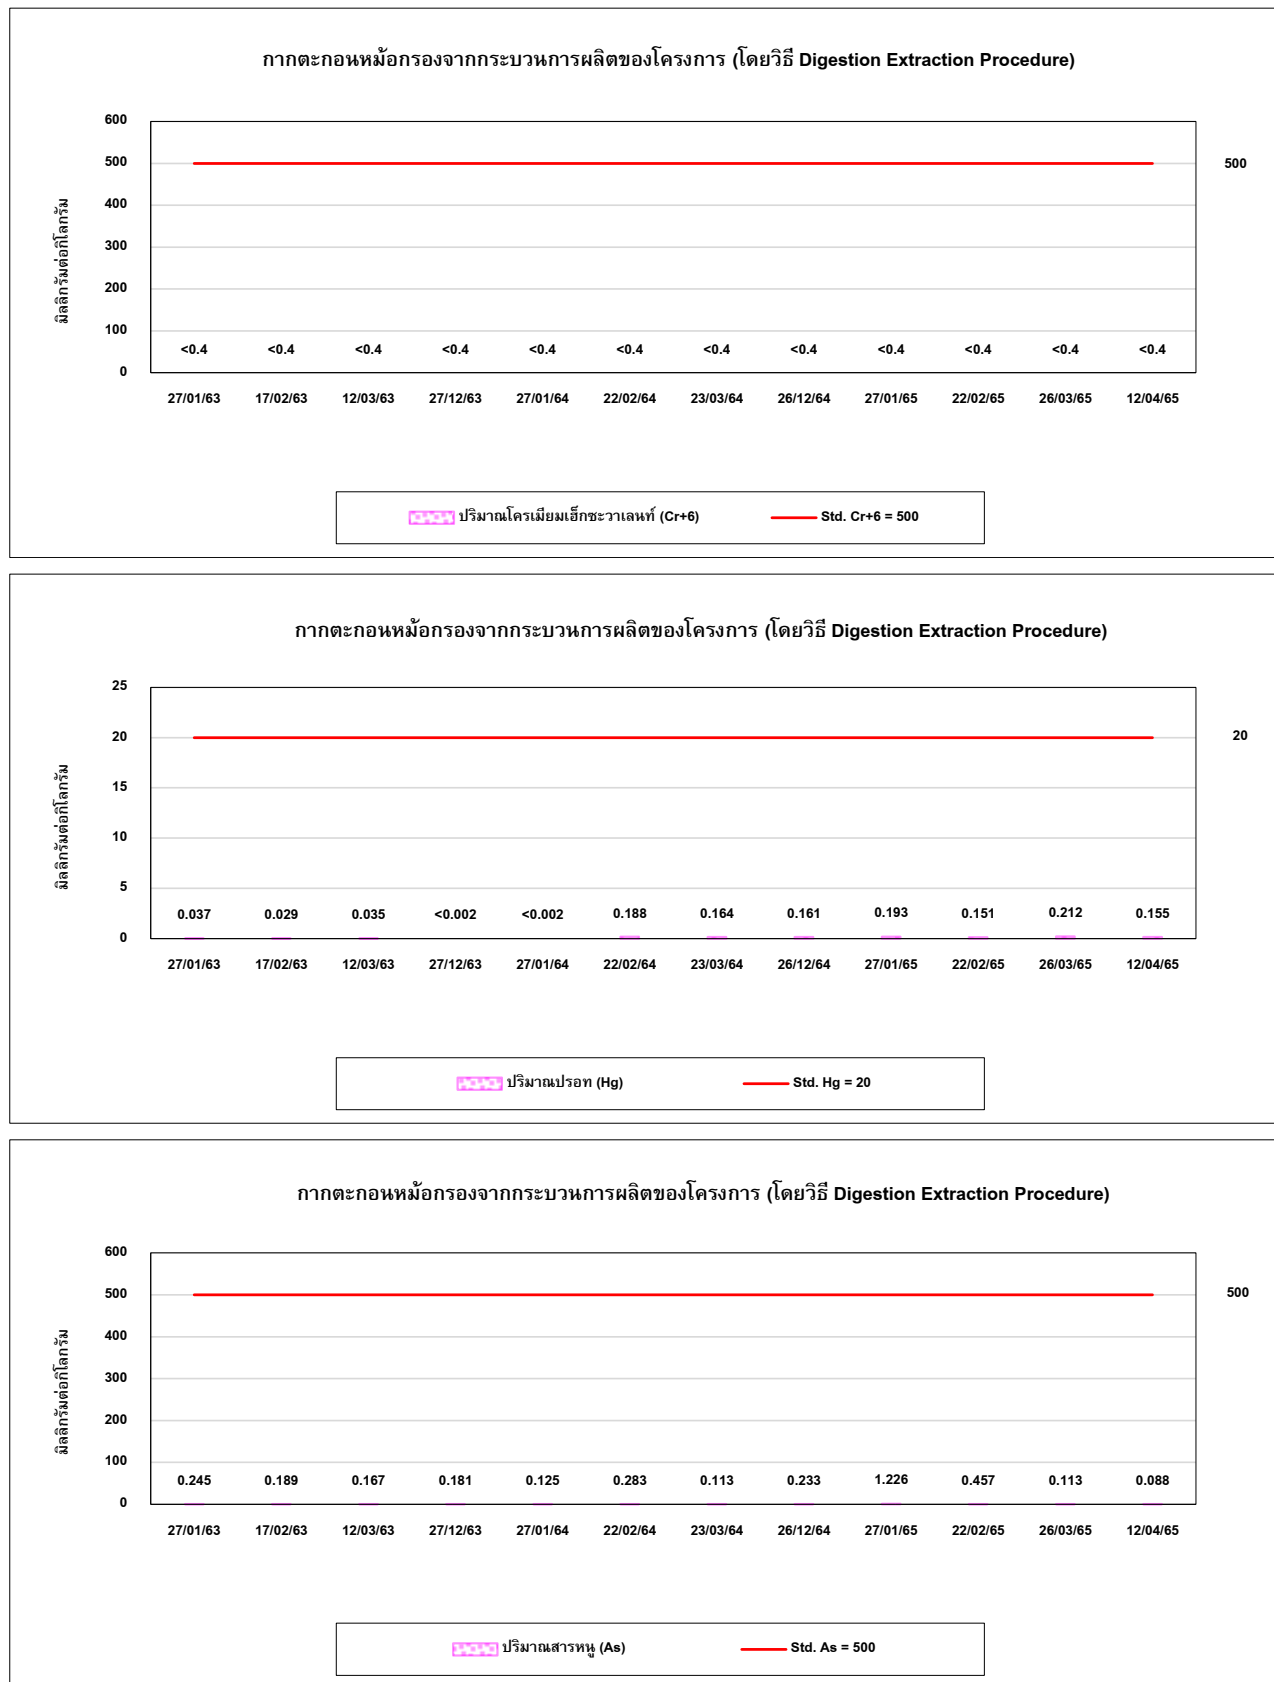 กากตะกอนหม้อกรองจากกระบวนการผลิตของโครงการ (โดยวิธี Digestion Extraction Procedure)
มิลลิกรัมต่อกิโลกรัม
600
500
400
300
200
100
0
500
<0.4 <0.4 <0.4 <0.4 <0.4 <0.4 <0.4 <0.4 <0.4 <0.4 <0.4 <0.4
27/01/63 17/02/63 12/03/63 27/12/63 27/01/64 22/02/64 23/03/64 26/12/64 27/01/65 22/02/65 26/03/65 12/04/65
ปริมาณโครเมียมเฮ็กซะวาเลนท์ (Cr+6) Std. Cr+6 = 500
กากตะกอนหม้อกรองจากกระบวนการผลิตของโครงการ (โดยวิธี Digestion Extraction Procedure)
มิลลิกรัมต่อกิโลกรัม
25
20
15
10
5
0
20
0.037 0.029 0.035 <0.002 <0.002 0.188 0.164 0.161 0.193 0.151 0.212 0.155
27/01/63 17/02/63 12/03/63 27/12/63 27/01/64 22/02/64 23/03/64 26/12/64 27/01/65 22/02/65 26/03/65 12/04/65
ปริมาณปรอท (Hg) Std. Hg = 20
กากตะกอนหม้อกรองจากกระบวนการผลิตของโครงการ (โดยวิธี Digestion Extraction Procedure)
มิลลิกรัมต่อกิโลกรัม
600
500
400
300
200
100
0
500
0.245 0.189 0.167 0.181 0.125 0.283 0.113 0.233 1.226 0.457 0.113 0.088
27/01/63 17/02/63 12/03/63 27/12/63 27/01/64 22/02/64 23/03/64 26/12/64 27/01/65 22/02/65 26/03/65 12/04/65
ปริมาณสารหนู (As) Std. As = 500